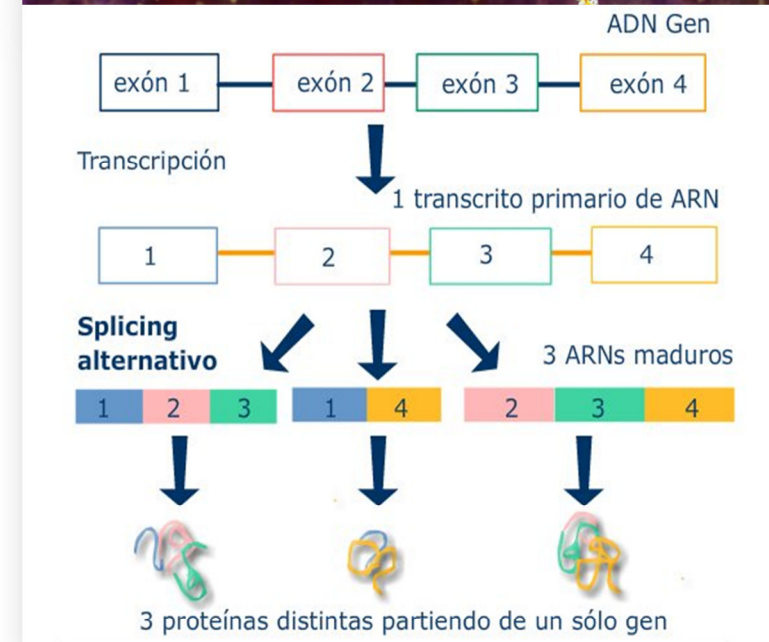 ADN Gen
exón 1 exón 2 exón 3 exón 4
Transcripción
1 transcrito primario de ARN
1 2 3 4
Splicing
alternativo
3 ARNs maduros
1 2 3 1 4 2 3 4
3 proteínas distintas partiendo de un sólo gen